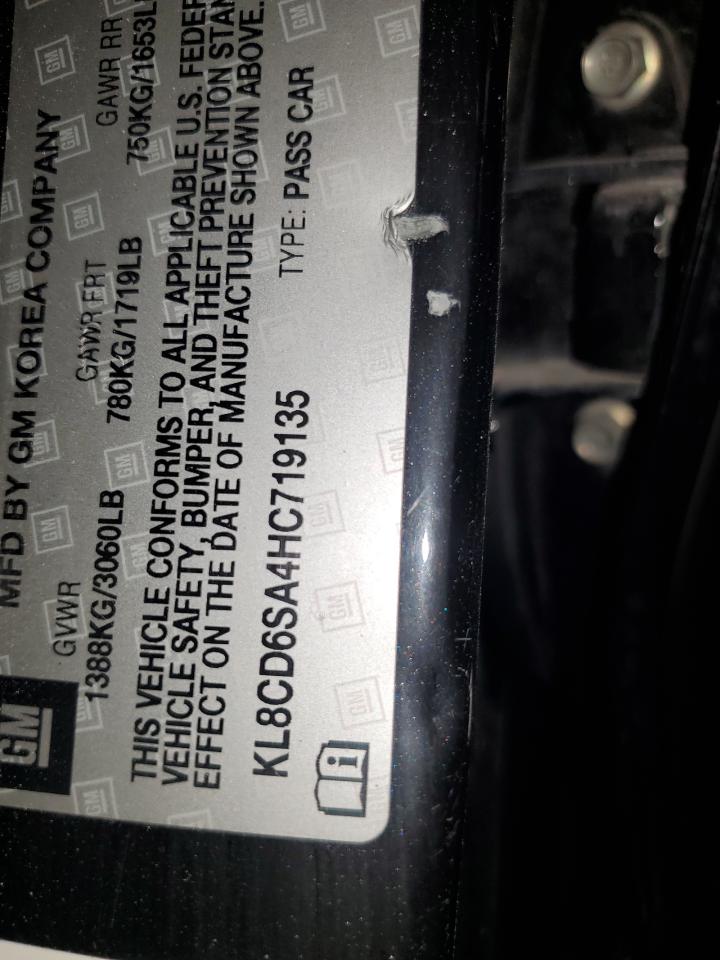 GM
MFD BY GM KOREA COMPANY
GVWR GAWR FRT GAWR RR
1388KG/3060LB 780KG/1719LB 750KG/1653L
THIS VEHICLE CONFORMS TO ALL APPLICABLE U.S. FEDER
VEHICLE SAFETY, BUMPER, AND THEFT PREVENTION STAN
EFFECT ON THE DATE OF MANUFACTURE SHOWN ABOVE.
KL8CD6SA4HC719135 TYPE: PASS CAR